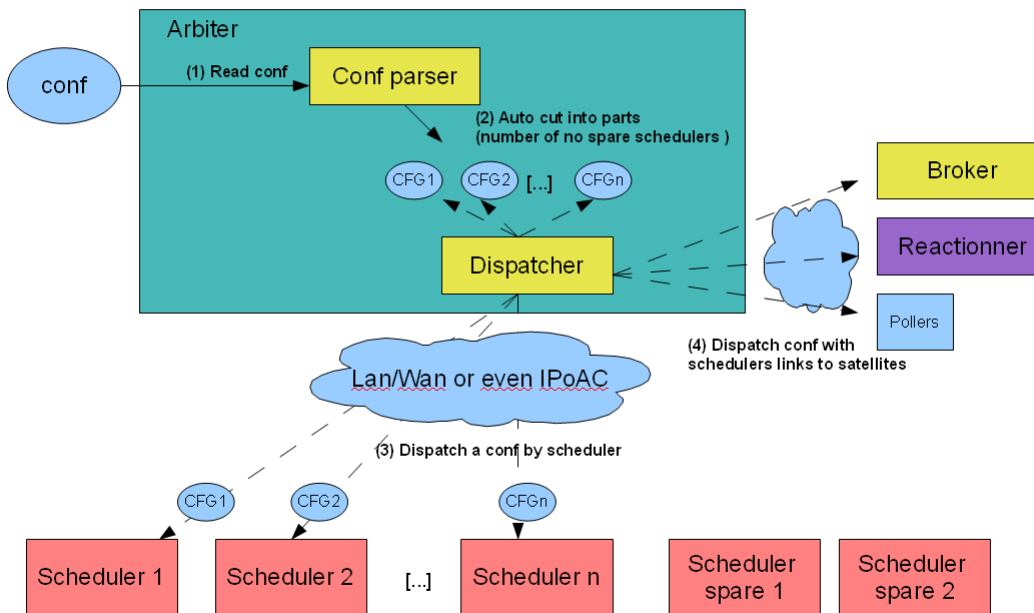 Arbiter
conf
(1) Read conf
Conf parser
(2) Auto cut into parts
(number of no spare schedulers )
CFG1
CFG2
[...]
CFGn
Broker
Reactionner
Dispatcher
Pollers
(4) Dispatch conf with
schedulers links to satellites
Lan/Wan or even IPoAC
(3) Dispatch a conf by scheduler
CFG1
CFG2
CFGn
Scheduler 1
Scheduler 2
[...]
Scheduler n
Scheduler
spare 1
Scheduler
spare 2